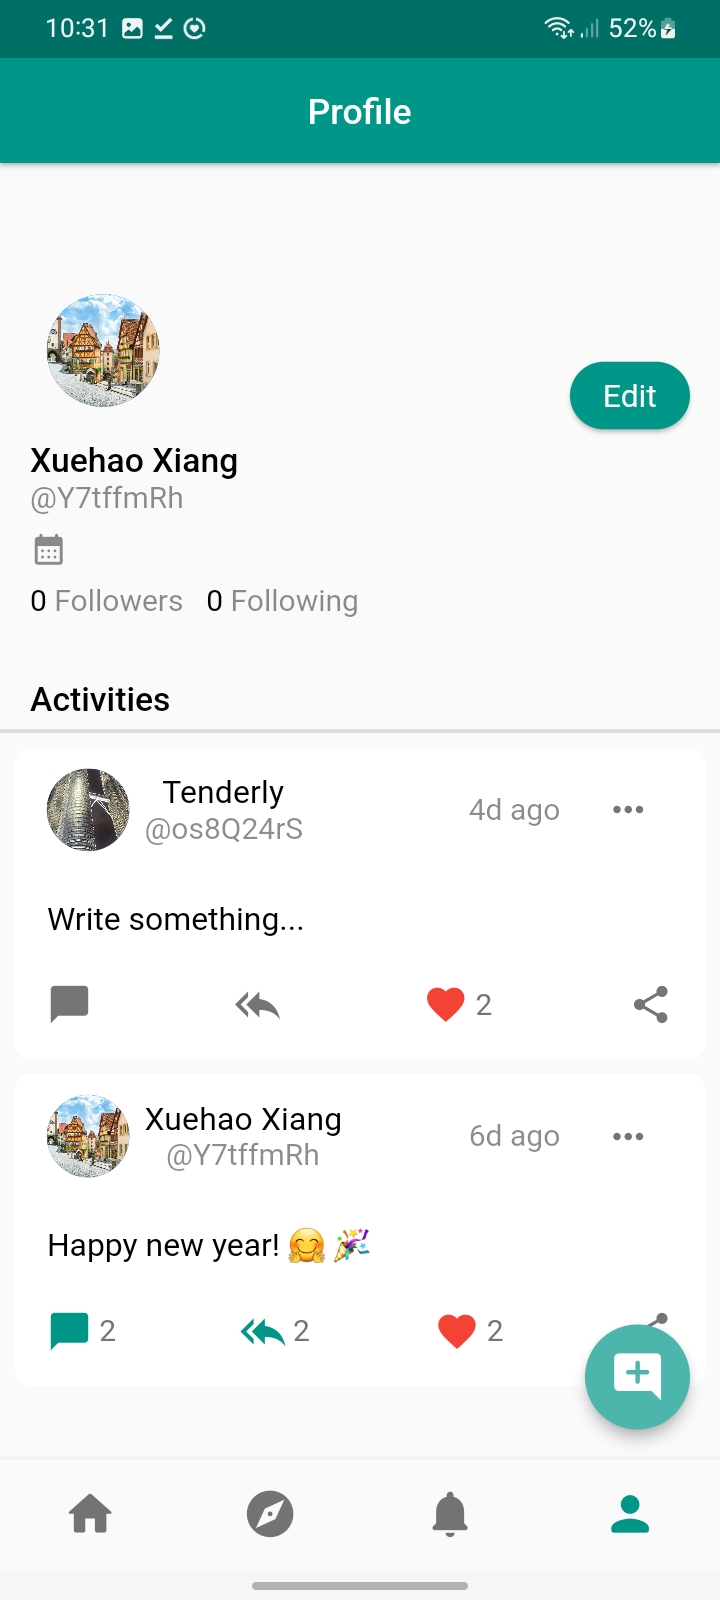 10:31 52%
Profile
Edit
Xuehao Xiang
@Y7tffmRh
0 Followers 0 Following
Activities
Tenderly
@os8Q24rS
4d ago
Write something...
2
Xuehao Xiang
@Y7tffmRh
6d ago
Happy new year! 🤗 🎉
2 2 2